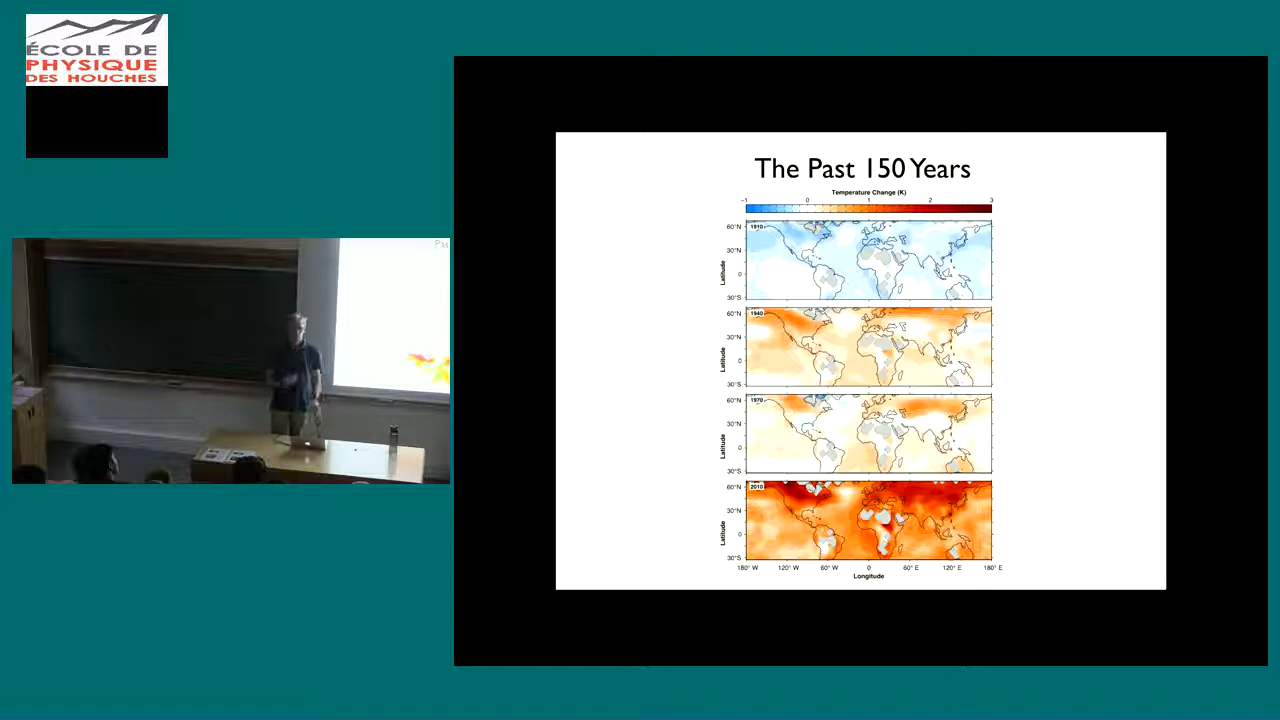 ÉCOLE DE
PHYSIQUE
DES HOUCHES
Pas
The Past 150 Years
Temperature Change (K)
−1 0 1 2 3
1910
60°N
30°N
0
30°S
Latitude
1940
60°N
30°N
0
30°S
Latitude
1970
60°N
30°N
0
30°S
Latitude
2010
60°N
30°N
0
30°S
Latitude
180° W 120° W 60° W 0 60° E 120° E 180° E
Longitude